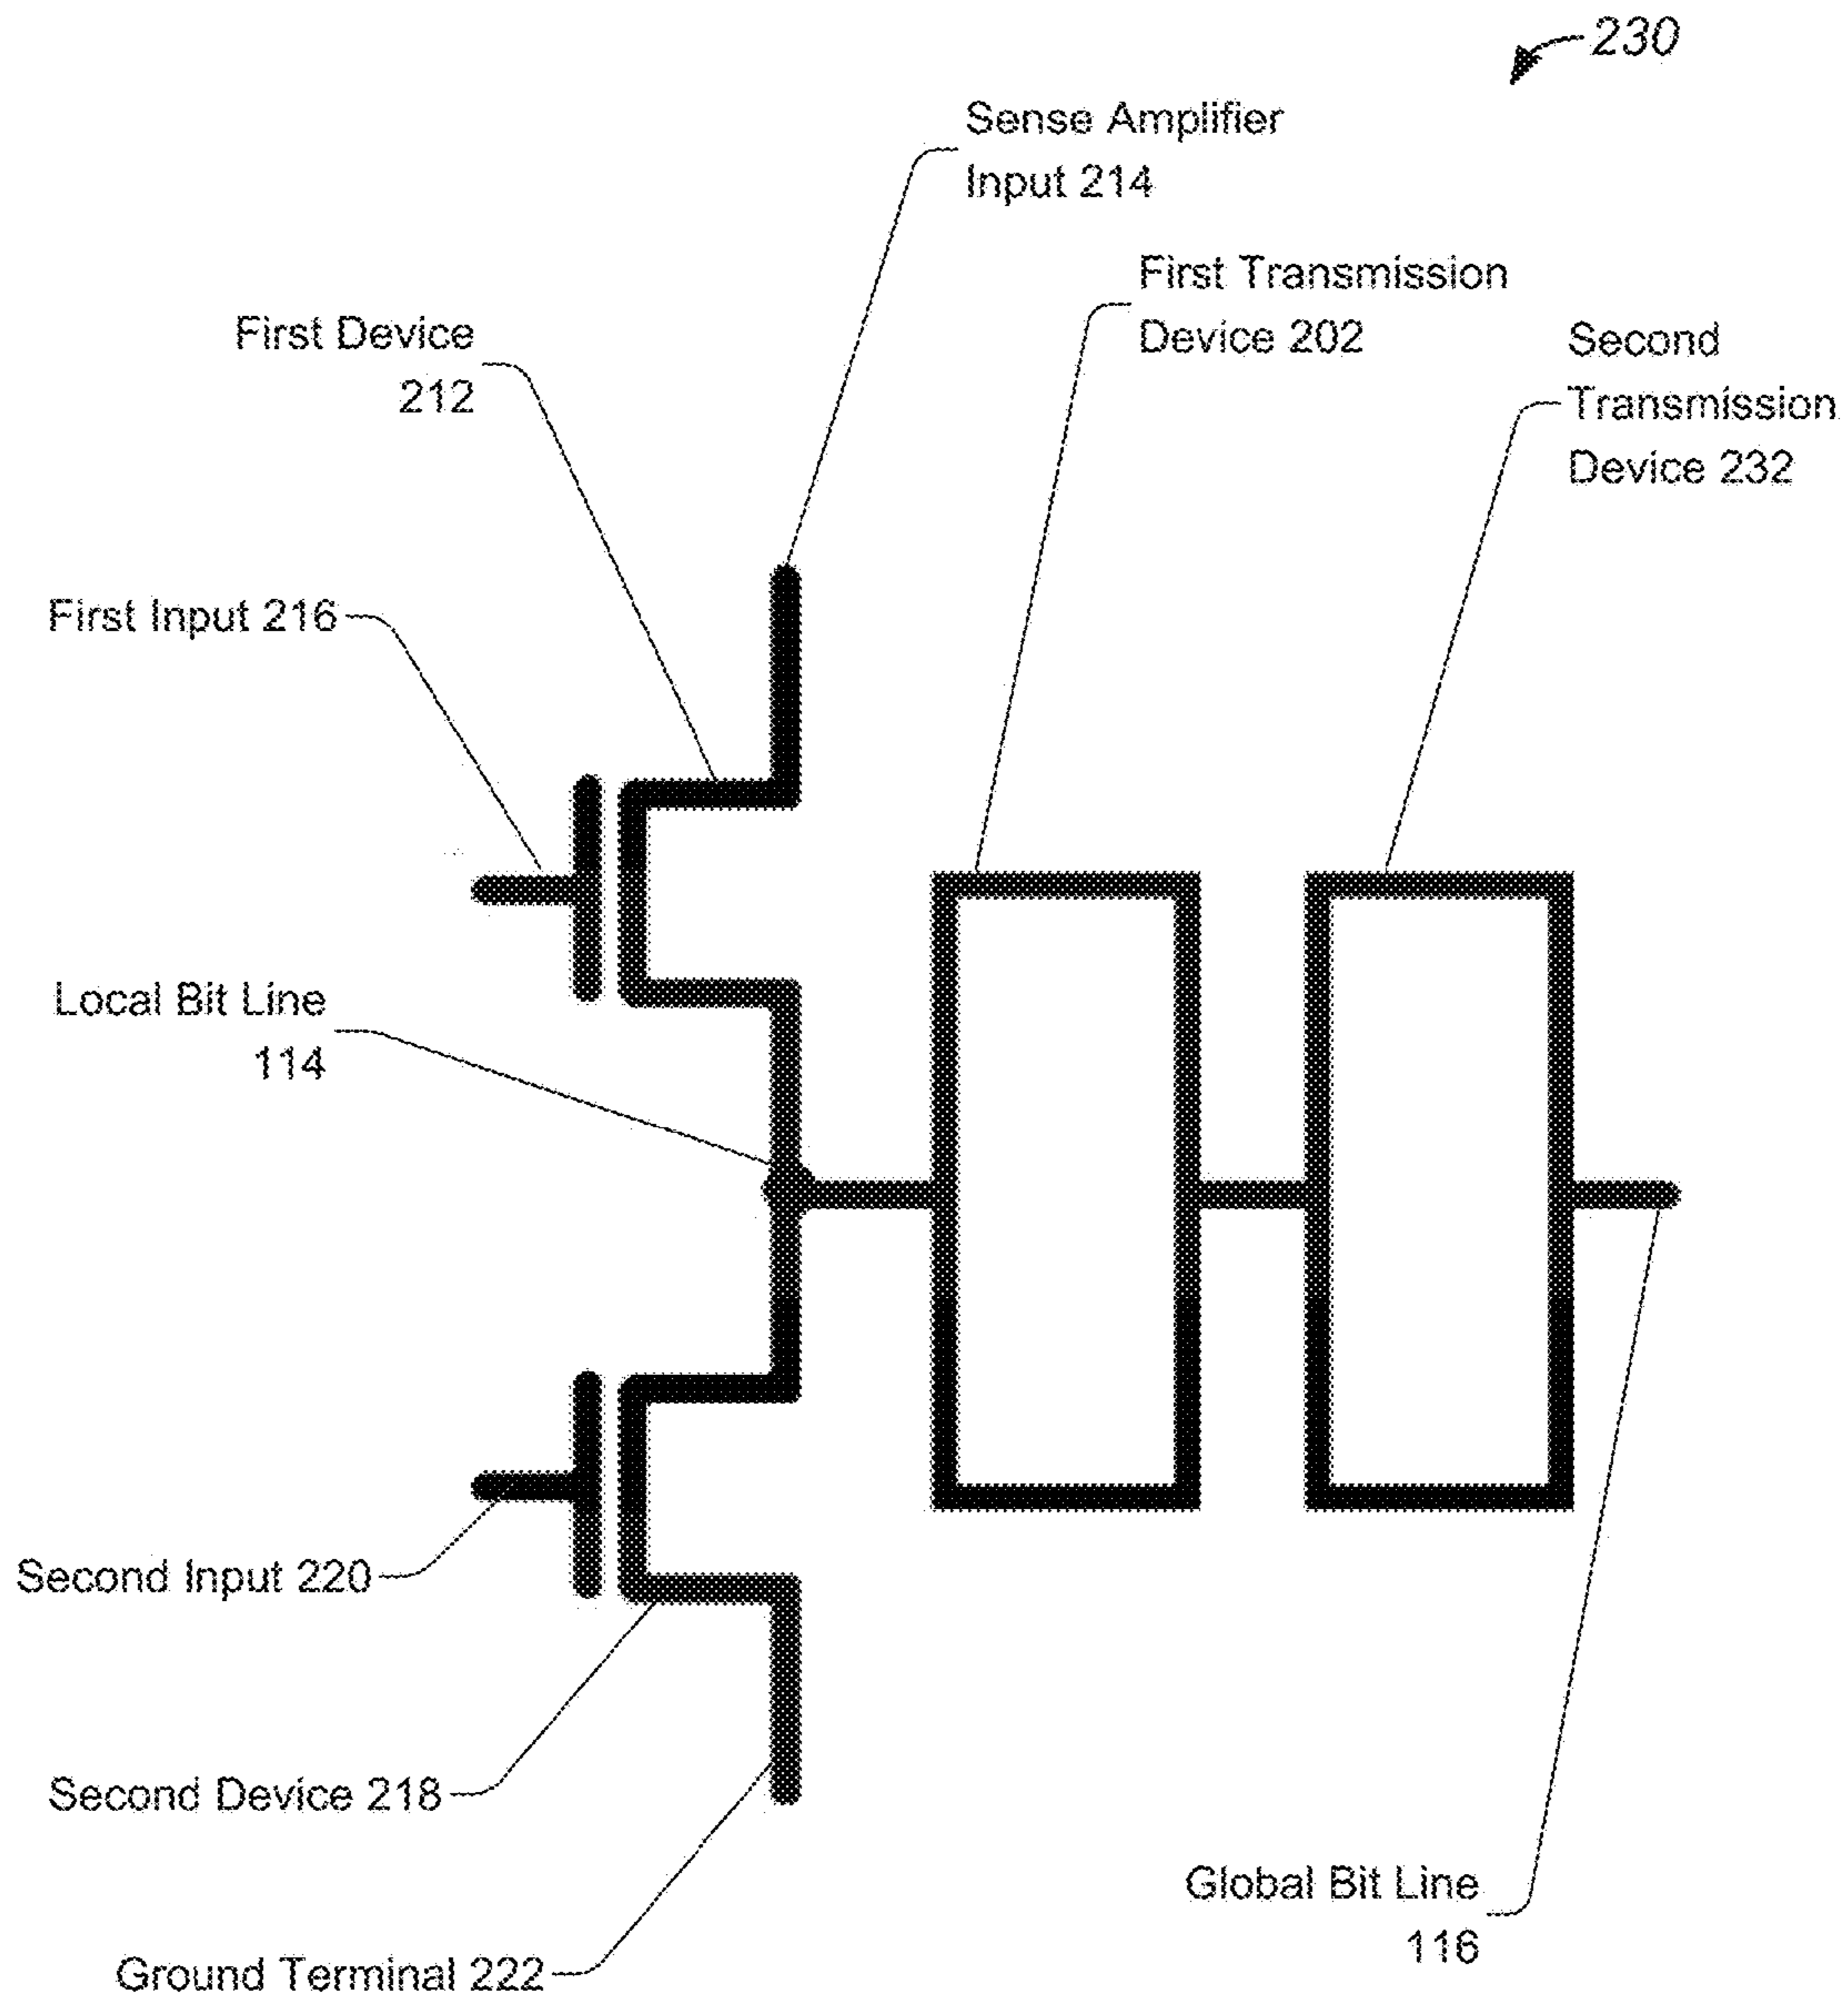 230
Sense Amplifier
Input 214
First Transmission
Device 202
Second
Transmission
Device 232
First Device
212
First Input 216
Local Bit Line
114
Second Input 220
Second Device 218
Ground Terminal 222
Global Bit Line
116